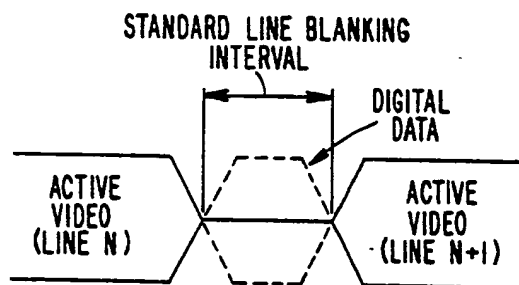 STANDARD LINE BLANKING
INTERVAL
DIGITAL
DATA
ACTIVE
VIDEO
(LINE N)
ACTIVE
VIDEO
(LINE N+1)